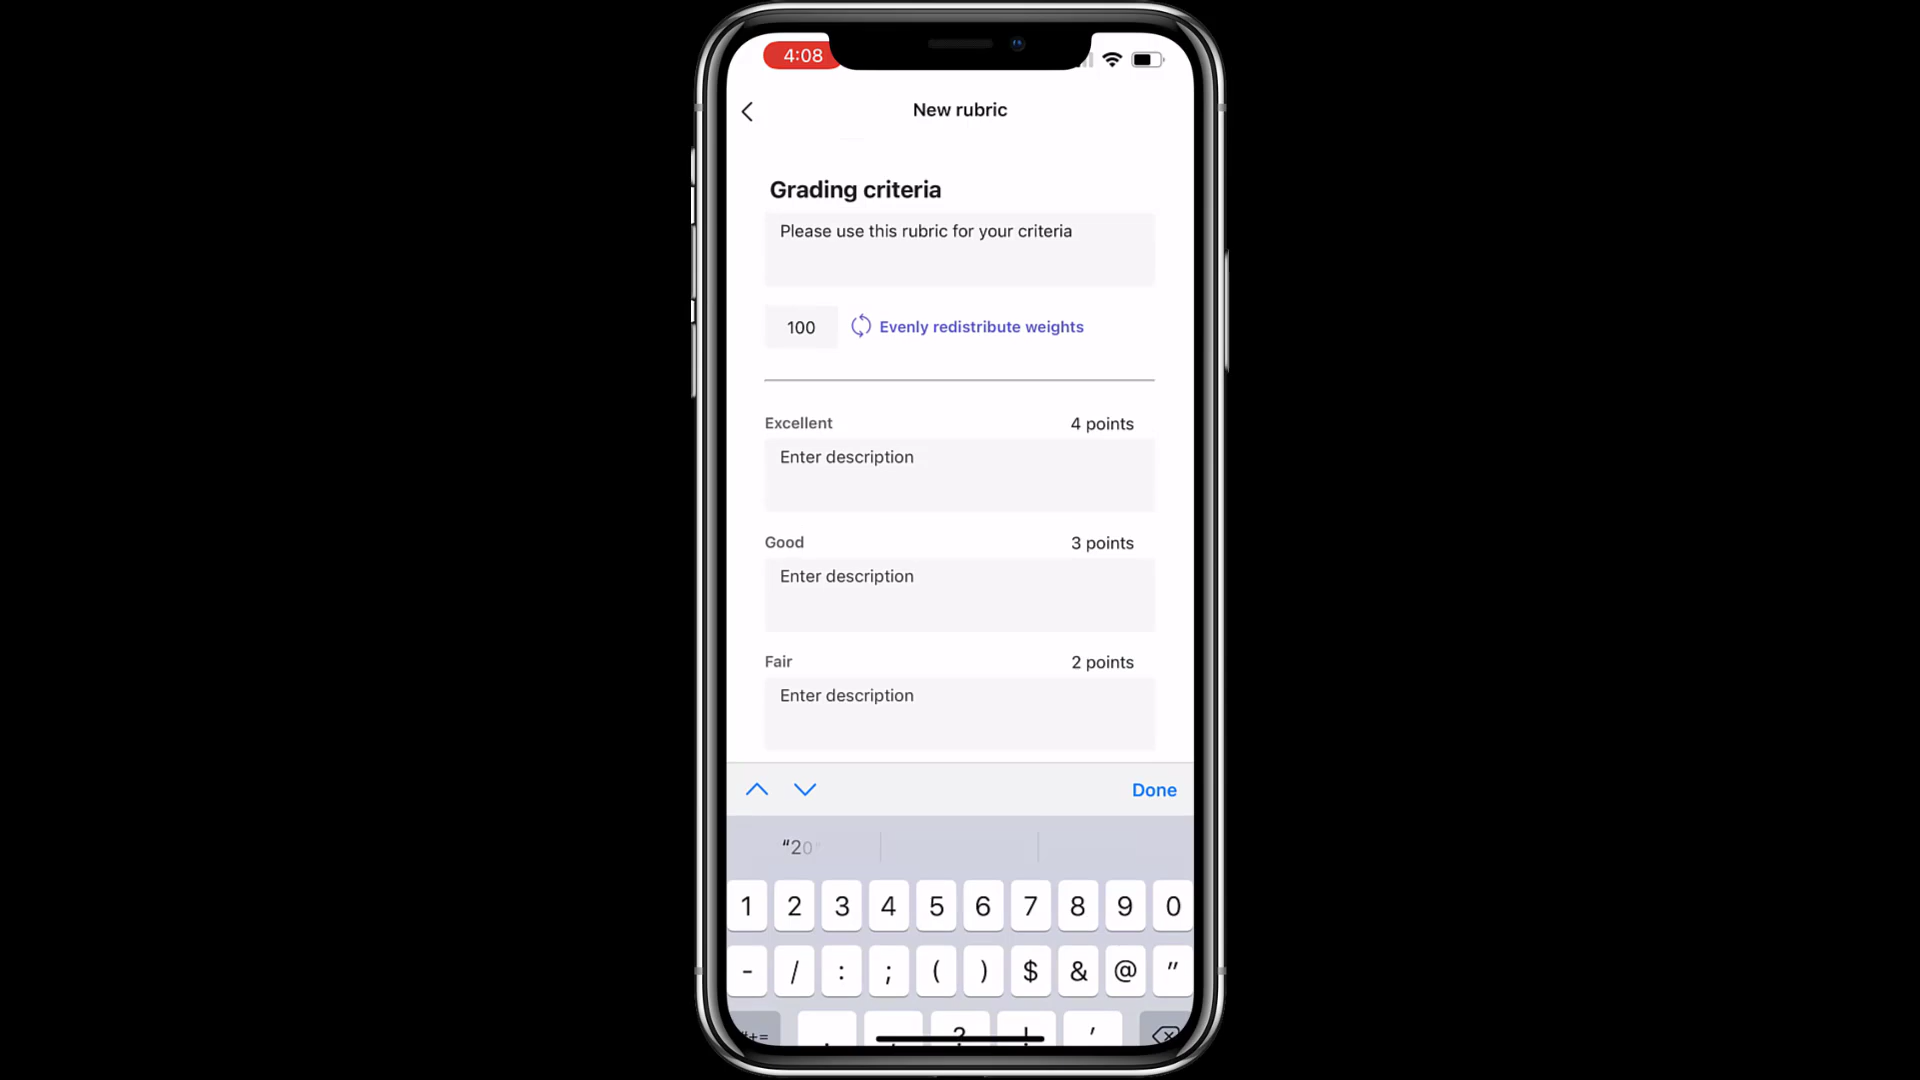 4:08
New rubric
Grading criteria
Please use this rubric for your criteria
100
Evenly redistribute weights
Excellent
4 points
Enter description
Good
3 points
Enter description
Fair
2 points
Enter description
Done
“20”
1 2 3 4 5 6 7 8 9 0
- / : ; ( ) $ & @ ”
#+= . , ? ! ’